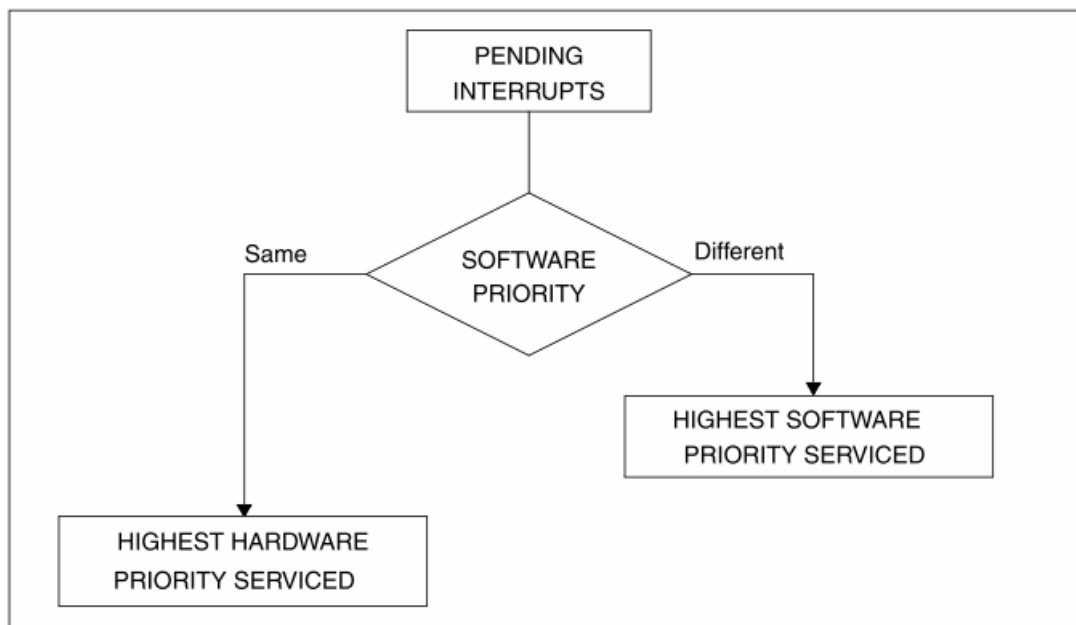 PENDING
INTERRUPTS
Same
Different
SOFTWARE
PRIORITY
HIGHEST SOFTWARE
PRIORITY SERVICED
HIGHEST HARDWARE
PRIORITY SERVICED